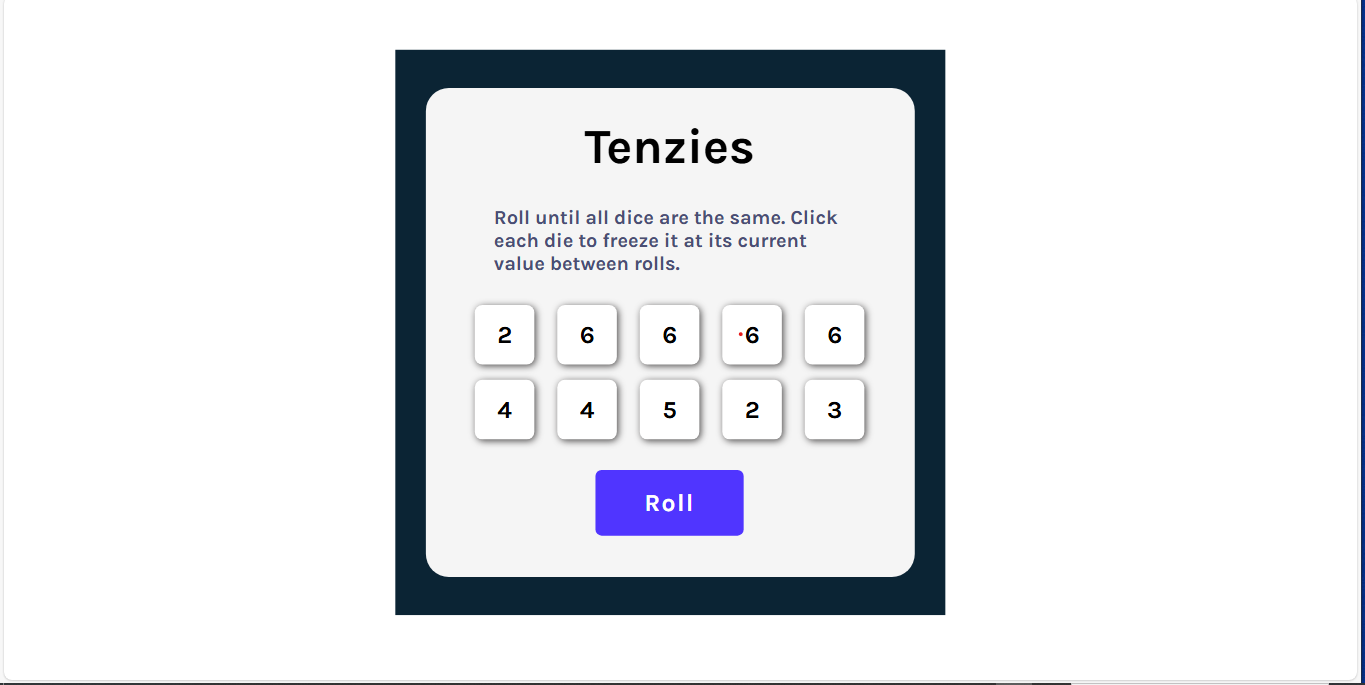 Tenzies
Roll until all dice are the same. Click
each die to freeze it at its current
value between rolls.
2 6 6 6 6
4 4 5 2 3
Roll